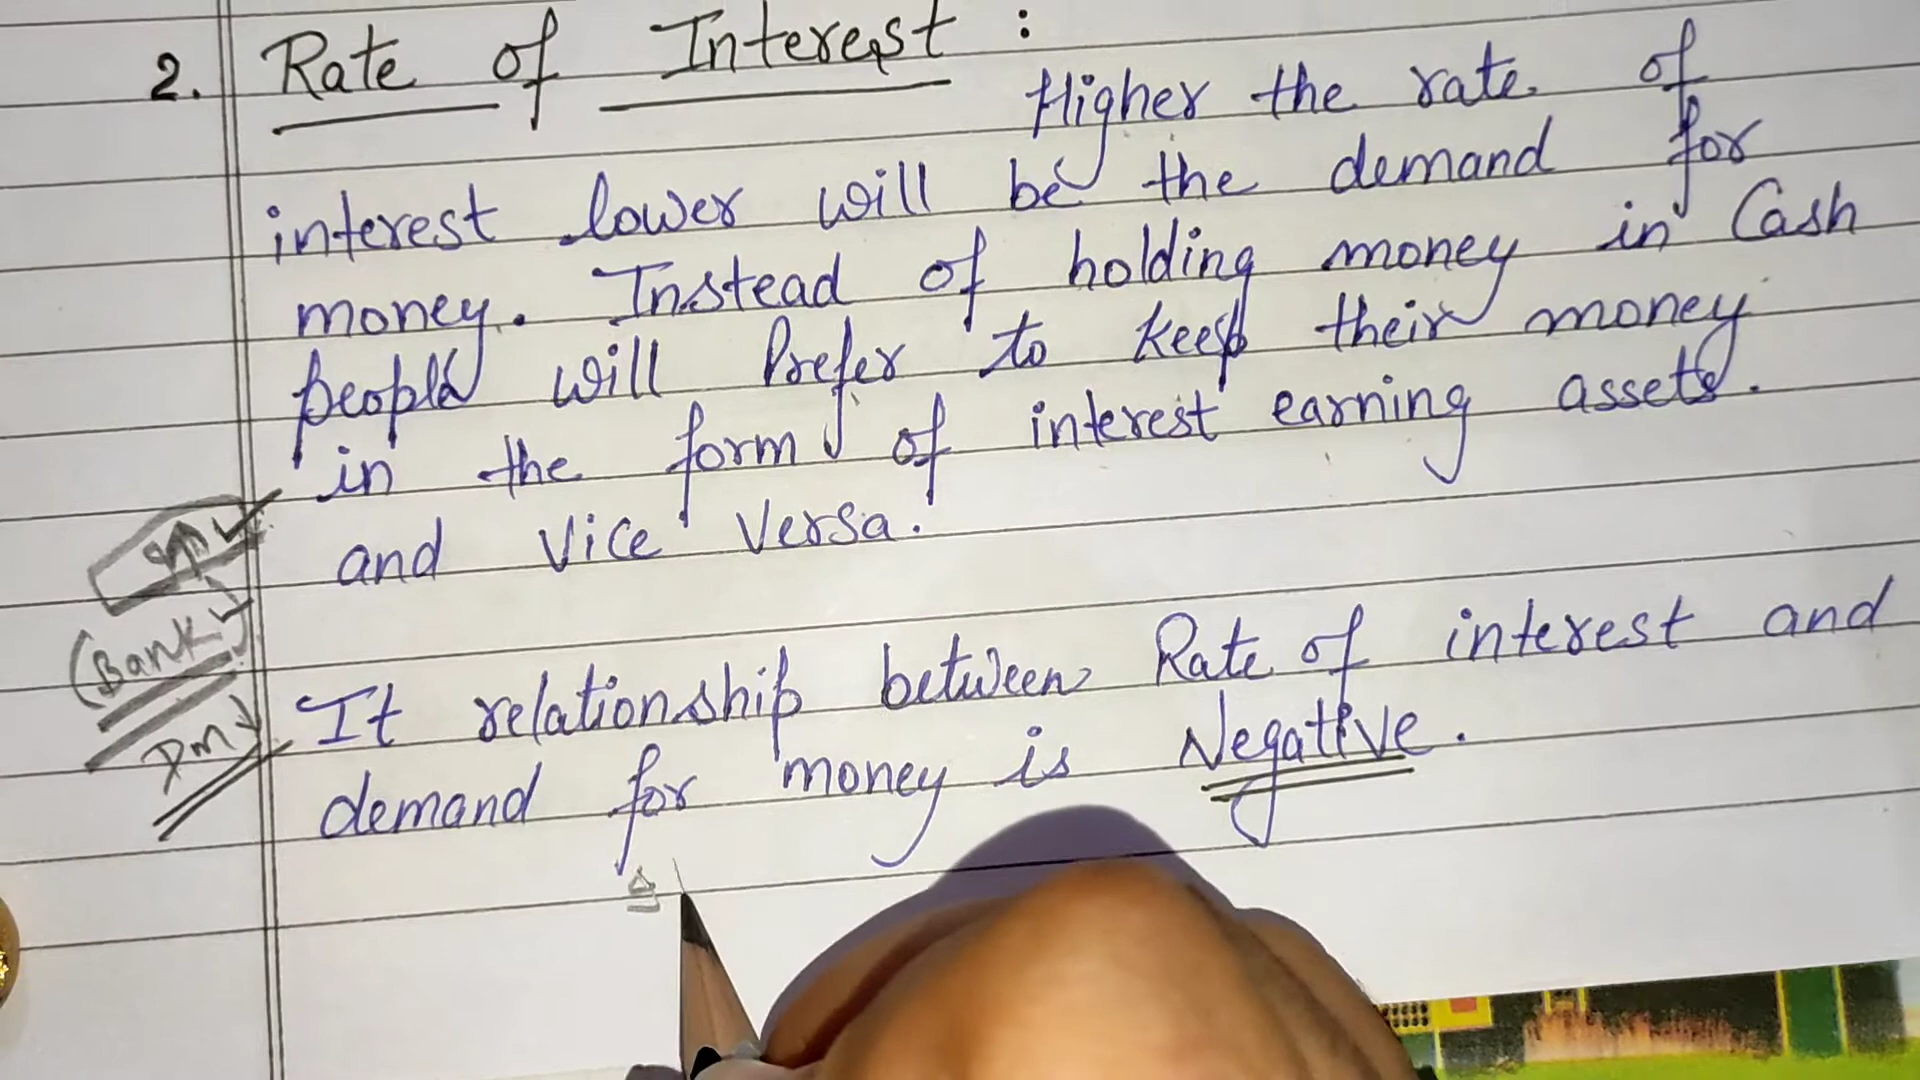 2. Rate of Interest :
Higher the rate of
interest lower will be the demand for
money. Instead of holding money in Cash
people will Prefer to keep their money
in the form of interest earning assets.
and Vice Versa.
(Bank)
It relationship between Rate of interest and
Dm↓
demand for money is Negative.